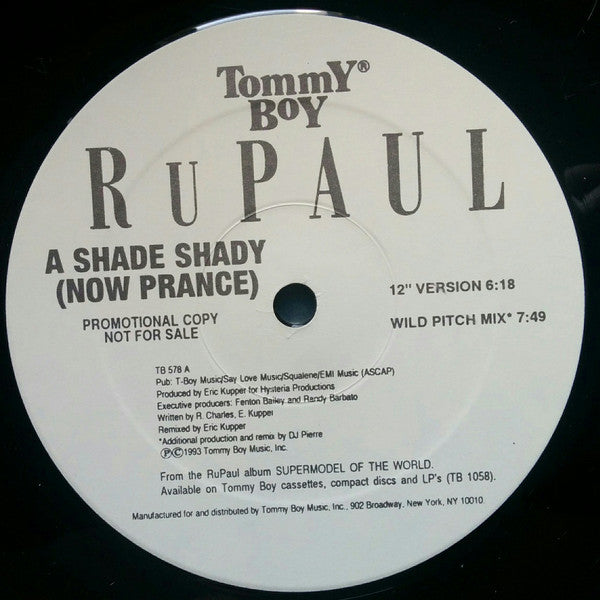 Tommy®
Boy
RuPAUL
A SHADE SHADY
(NOW PRANCE)
12" VERSION 6:18
PROMOTIONAL COPY
NOT FOR SALE
WILD PITCH MIX* 7:49
TB 578 A
Pub: T-Boy Music/Say Love Music/Squalene/EMI Music (ASCAP)
Produced by Eric Kupper for Hysteria Productions
Executive producers: Fenton Bailey and Randy Barbato
Written by R. Charles, E. Kupper
Remixed by Eric Kupper
*Additional production and remix by DJ Pierre
Ⓟ©1993 Tommy Boy Music, Inc.
From the RuPaul album SUPERMODEL OF THE WORLD.
Available on Tommy Boy cassettes, compact discs and LP's (TB 1058).
Manufactured for and distributed by Tommy Boy Music, Inc., 902 Broadway, New York, NY 10010